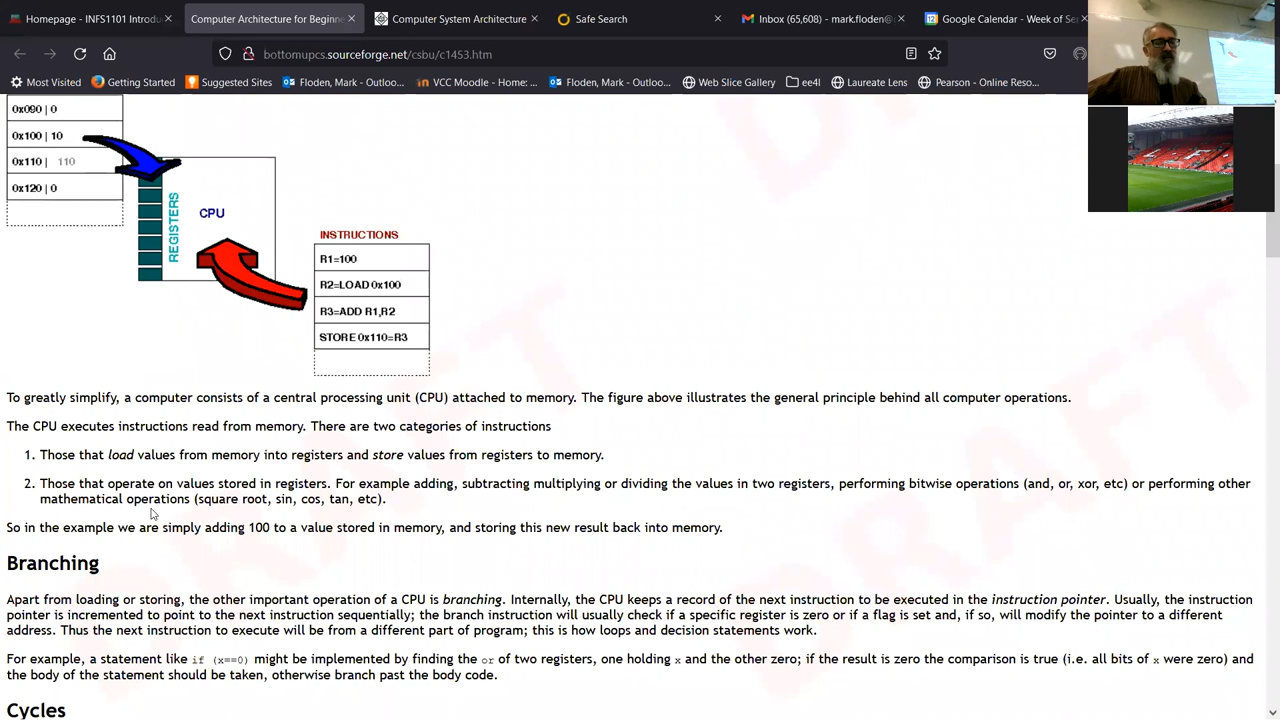 Homepage - INFS1101 Introdu
Computer Architecture for Beginne
Computer System Architecture
Safe Search
Inbox (65,608) - mark.floden@
Google Calendar - Week of Se
bottomupcs.sourceforge.net/csbu/c1453.htm
Most Visited
Getting Started
Suggested Sites
Floden, Mark - Outloo...
VCC Moodle - Home: ...
Floden, Mark - Outloo...
Web Slice Gallery
ee4l
Laureate Lens
Pearson - Online Reso...
0x090 | 0
0x100 | 10
0x110 | 110
0x120 | 0
REGISTERS
CPU
INSTRUCTIONS
R1=100
R2=LOAD 0x100
R3=ADD R1,R2
STORE 0x110=R3
To greatly simplify, a computer consists of a central processing unit (CPU) attached to memory. The figure above illustrates the general principle behind all computer operations.
The CPU executes instructions read from memory. There are two categories of instructions
1. Those that load values from memory into registers and store values from registers to memory.
2. Those that operate on values stored in registers. For example adding, subtracting multiplying or dividing the values in two registers, performing bitwise operations (and, or, xor, etc) or performing other
mathematical operations (square root, sin, cos, tan, etc).
So in the example we are simply adding 100 to a value stored in memory, and storing this new result back into memory.
Branching
Apart from loading or storing, the other important operation of a CPU is branching. Internally, the CPU keeps a record of the next instruction to be executed in the instruction pointer. Usually, the instruction
pointer is incremented to point to the next instruction sequentially; the branch instruction will usually check if a specific register is zero or if a flag is set and, if so, will modify the pointer to a different
address. Thus the next instruction to execute will be from a different part of program; this is how loops and decision statements work.
For example, a statement like if (x==0) might be implemented by finding the or of two registers, one holding x and the other zero; if the result is zero the comparison is true (i.e. all bits of x were zero) and
the body of the statement should be taken, otherwise branch past the body code.
Cycles
DRAFT
DRAFT